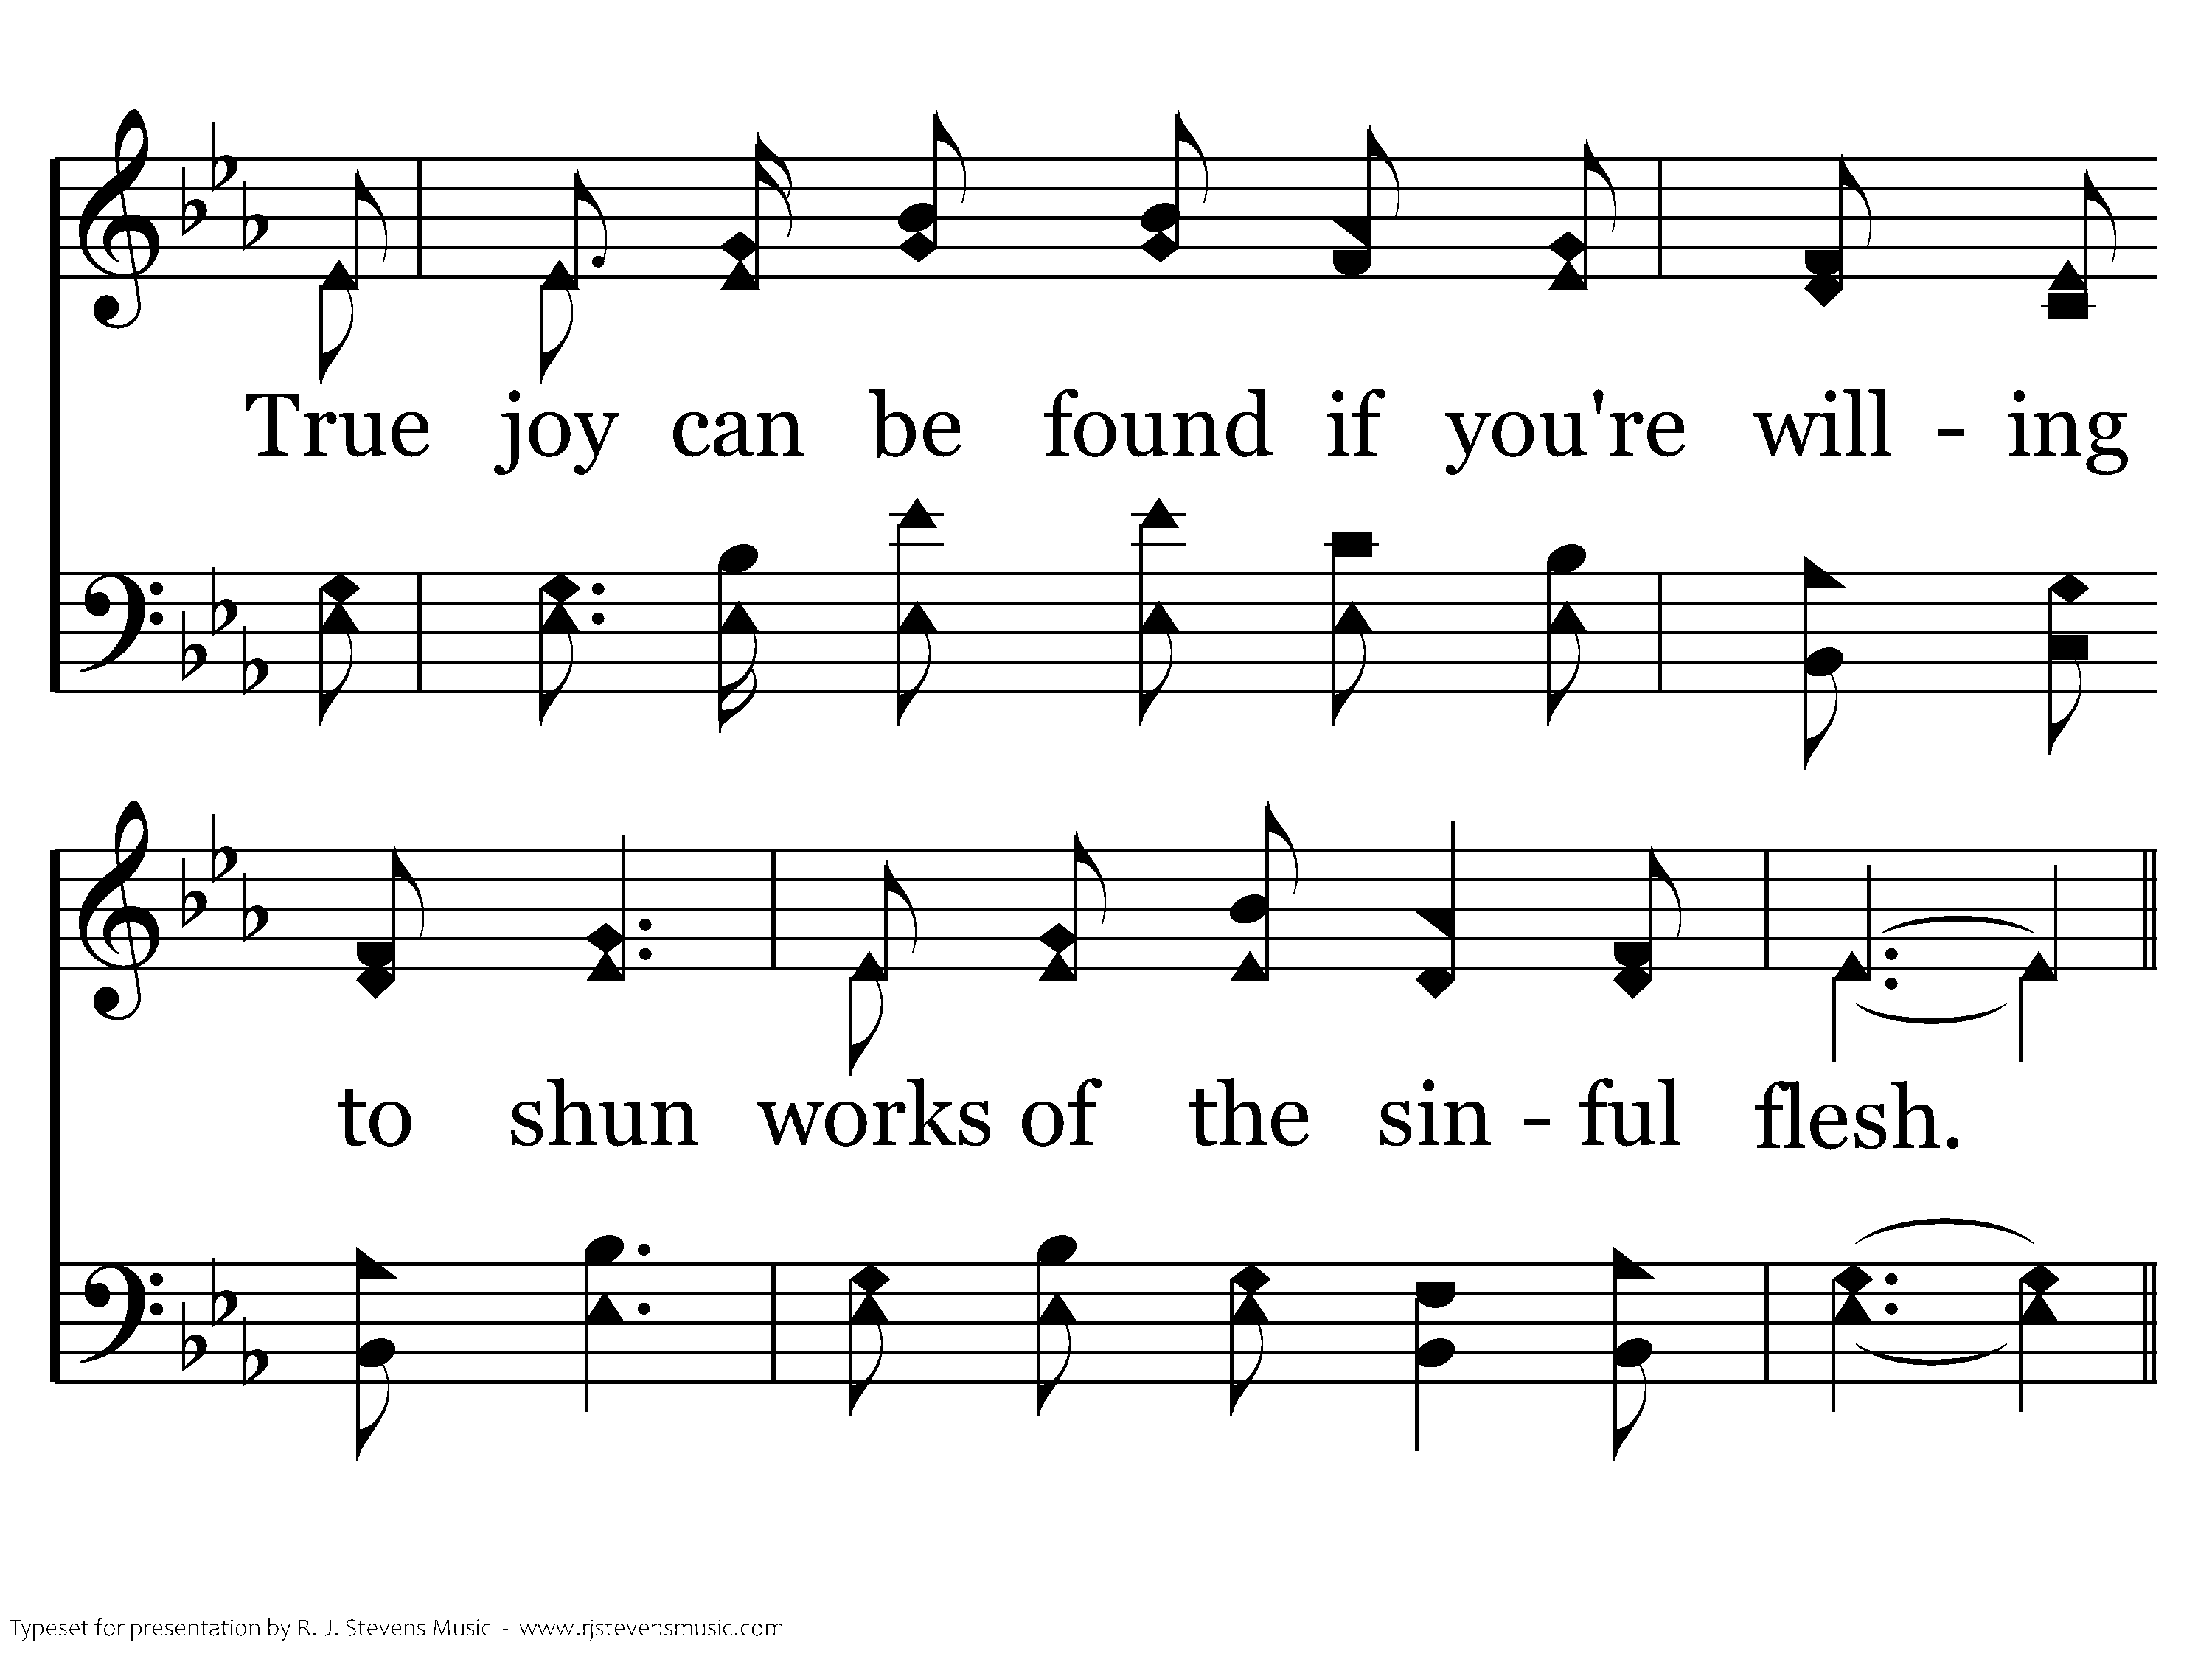 True joy can be found if you're will - ing
to shun works of the sin - ful flesh.
Typeset for presentation by R. J. Stevens Music - www.rjstevensmusic.com